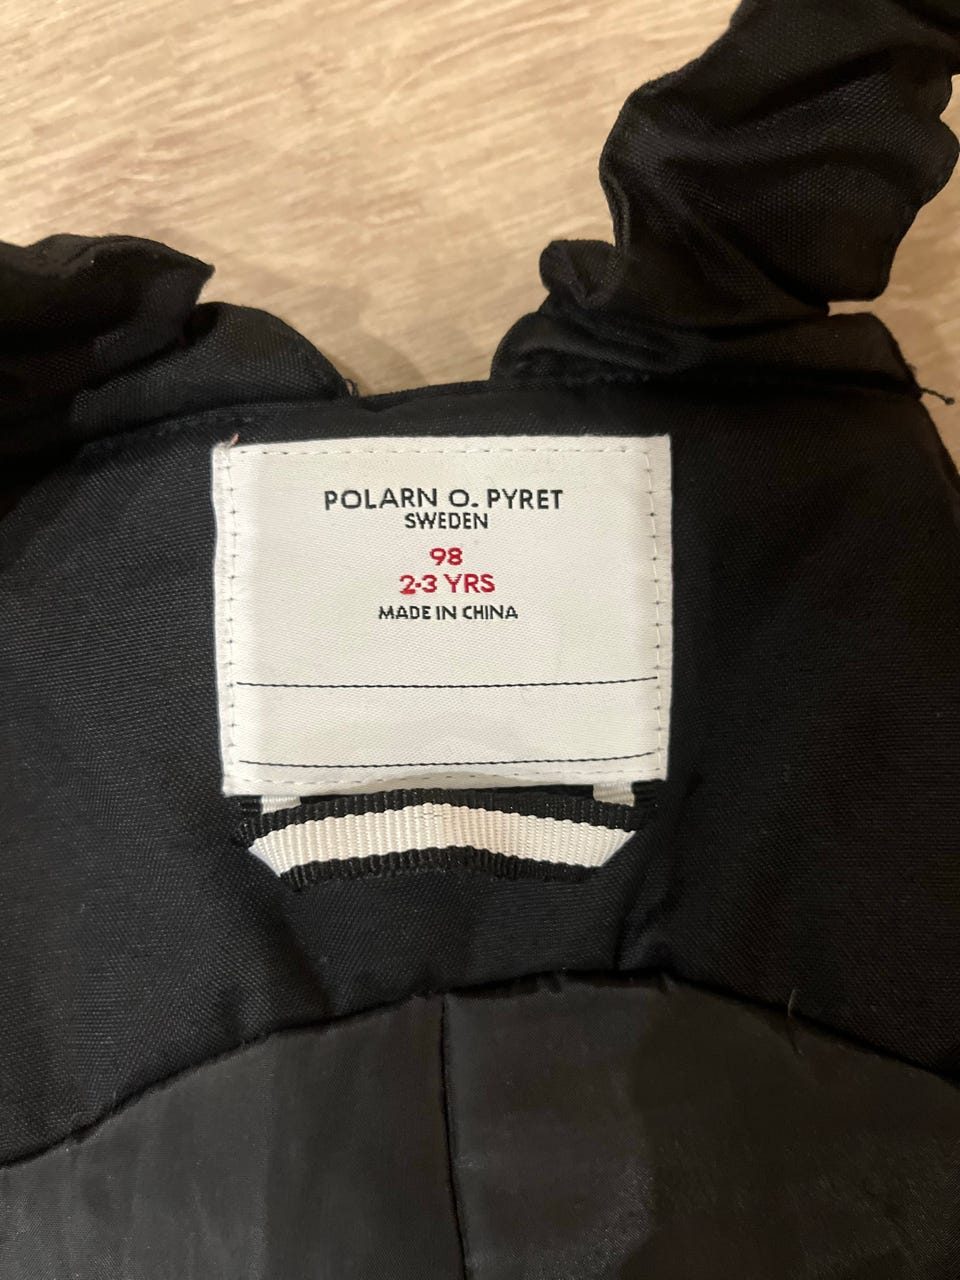 POLARN O. PYRET
SWEDEN
98
2-3 YRS
MADE IN CHINA